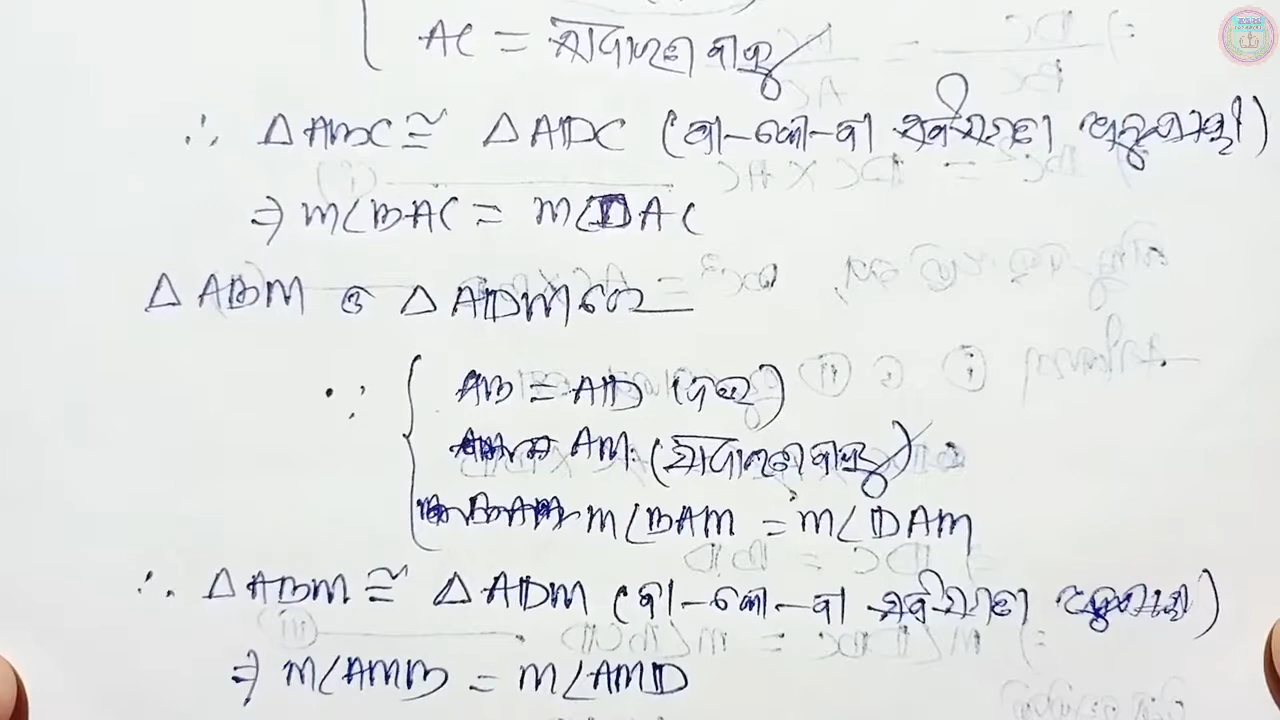 AC = ସାଧାରଣ ବାହୁ
∴ △ABC ≅ △ADC (ବା-କୋ-ବା ସର୍ବସମତା ଅନୁଯାୟୀ)
⇒ m∠BAC = m∠DAC
△ABM ଓ △ADM ରେ
∵ AB = AD (ଦତ୍ତ)
AM (ସାଧାରଣ ବାହୁ)
m∠BAM = m∠DAM
∴ △ABM ≅ △ADM (ବା-କୋ-ବା ସର୍ବସମତା ଅନୁଯାୟୀ)
⇒ m∠AMB = m∠AMD